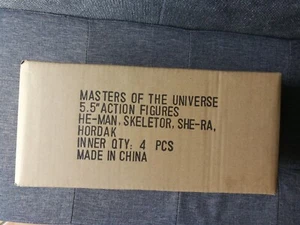 MASTERS OF THE UNIVERSE
5.5" ACTION FIGURES
HE-MAN, SKELETOR, SHE-RA,
HORDAK
INNER QTY: 4 PCS
MADE IN CHINA